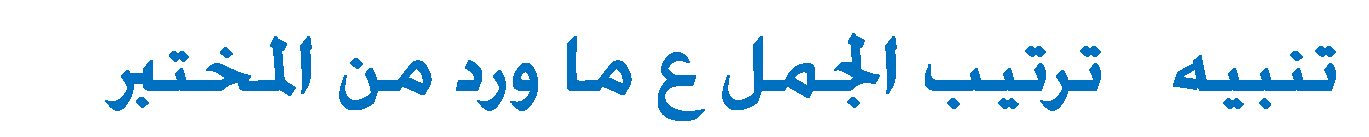 تنبيه ترتيب الجمل ع ما ورد من المختبر